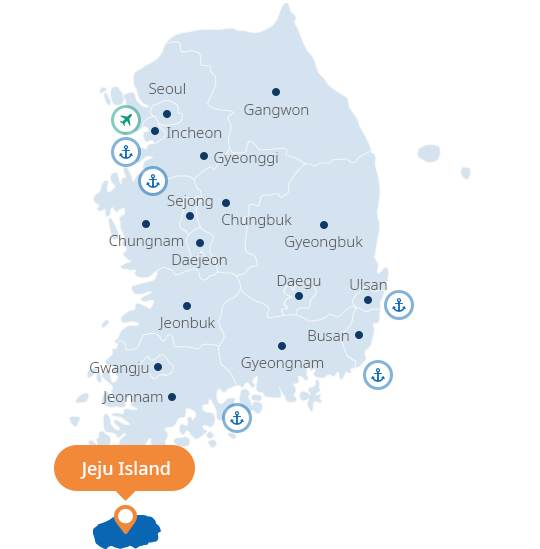 Seoul
Gangwon
Incheon
Gyeonggi
Sejong
Chungbuk
Chungnam
Gyeongbuk
Daejeon
Daegu
Ulsan
Jeonbuk
Busan
Gyeongnam
Gwangju
Jeonnam
Jeju Island